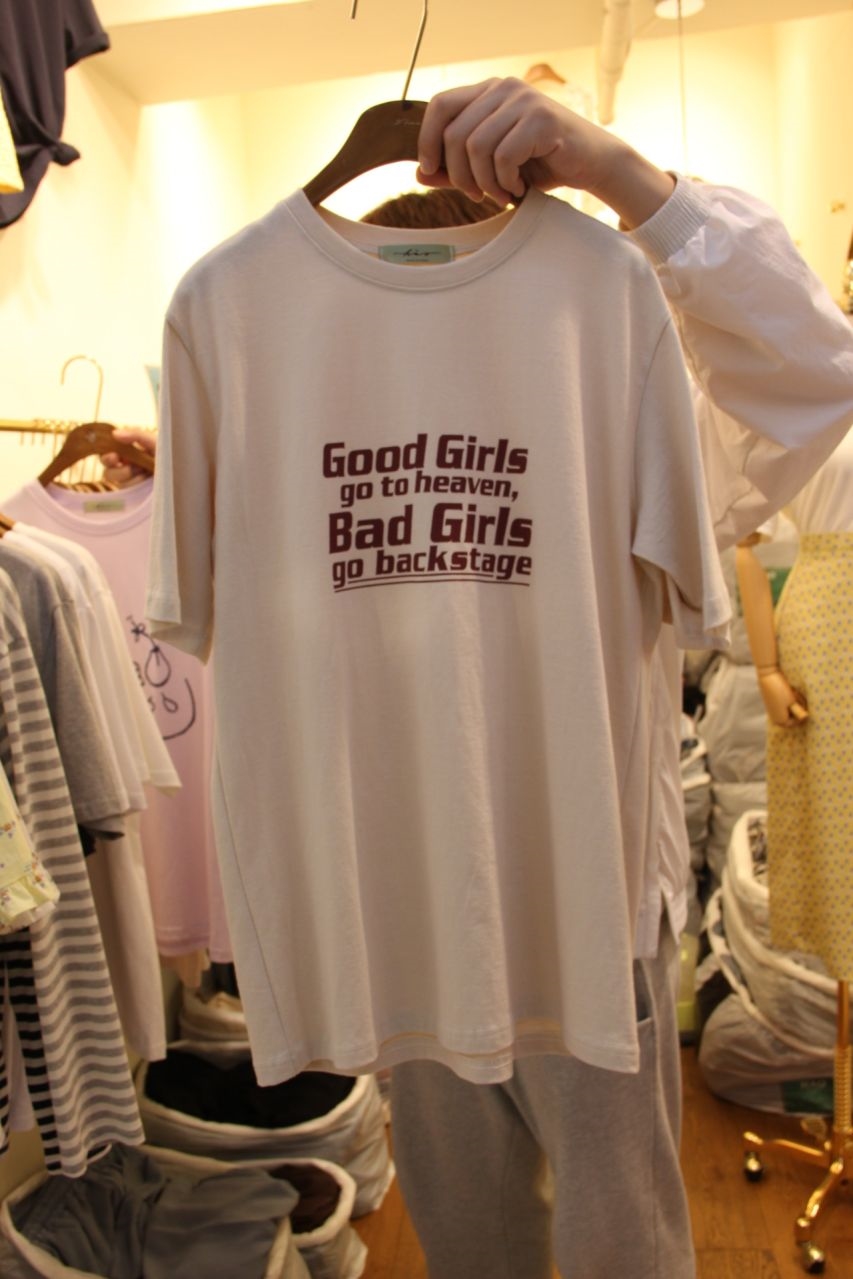 Good Girls
go to heaven,
Bad Girls
go backstage